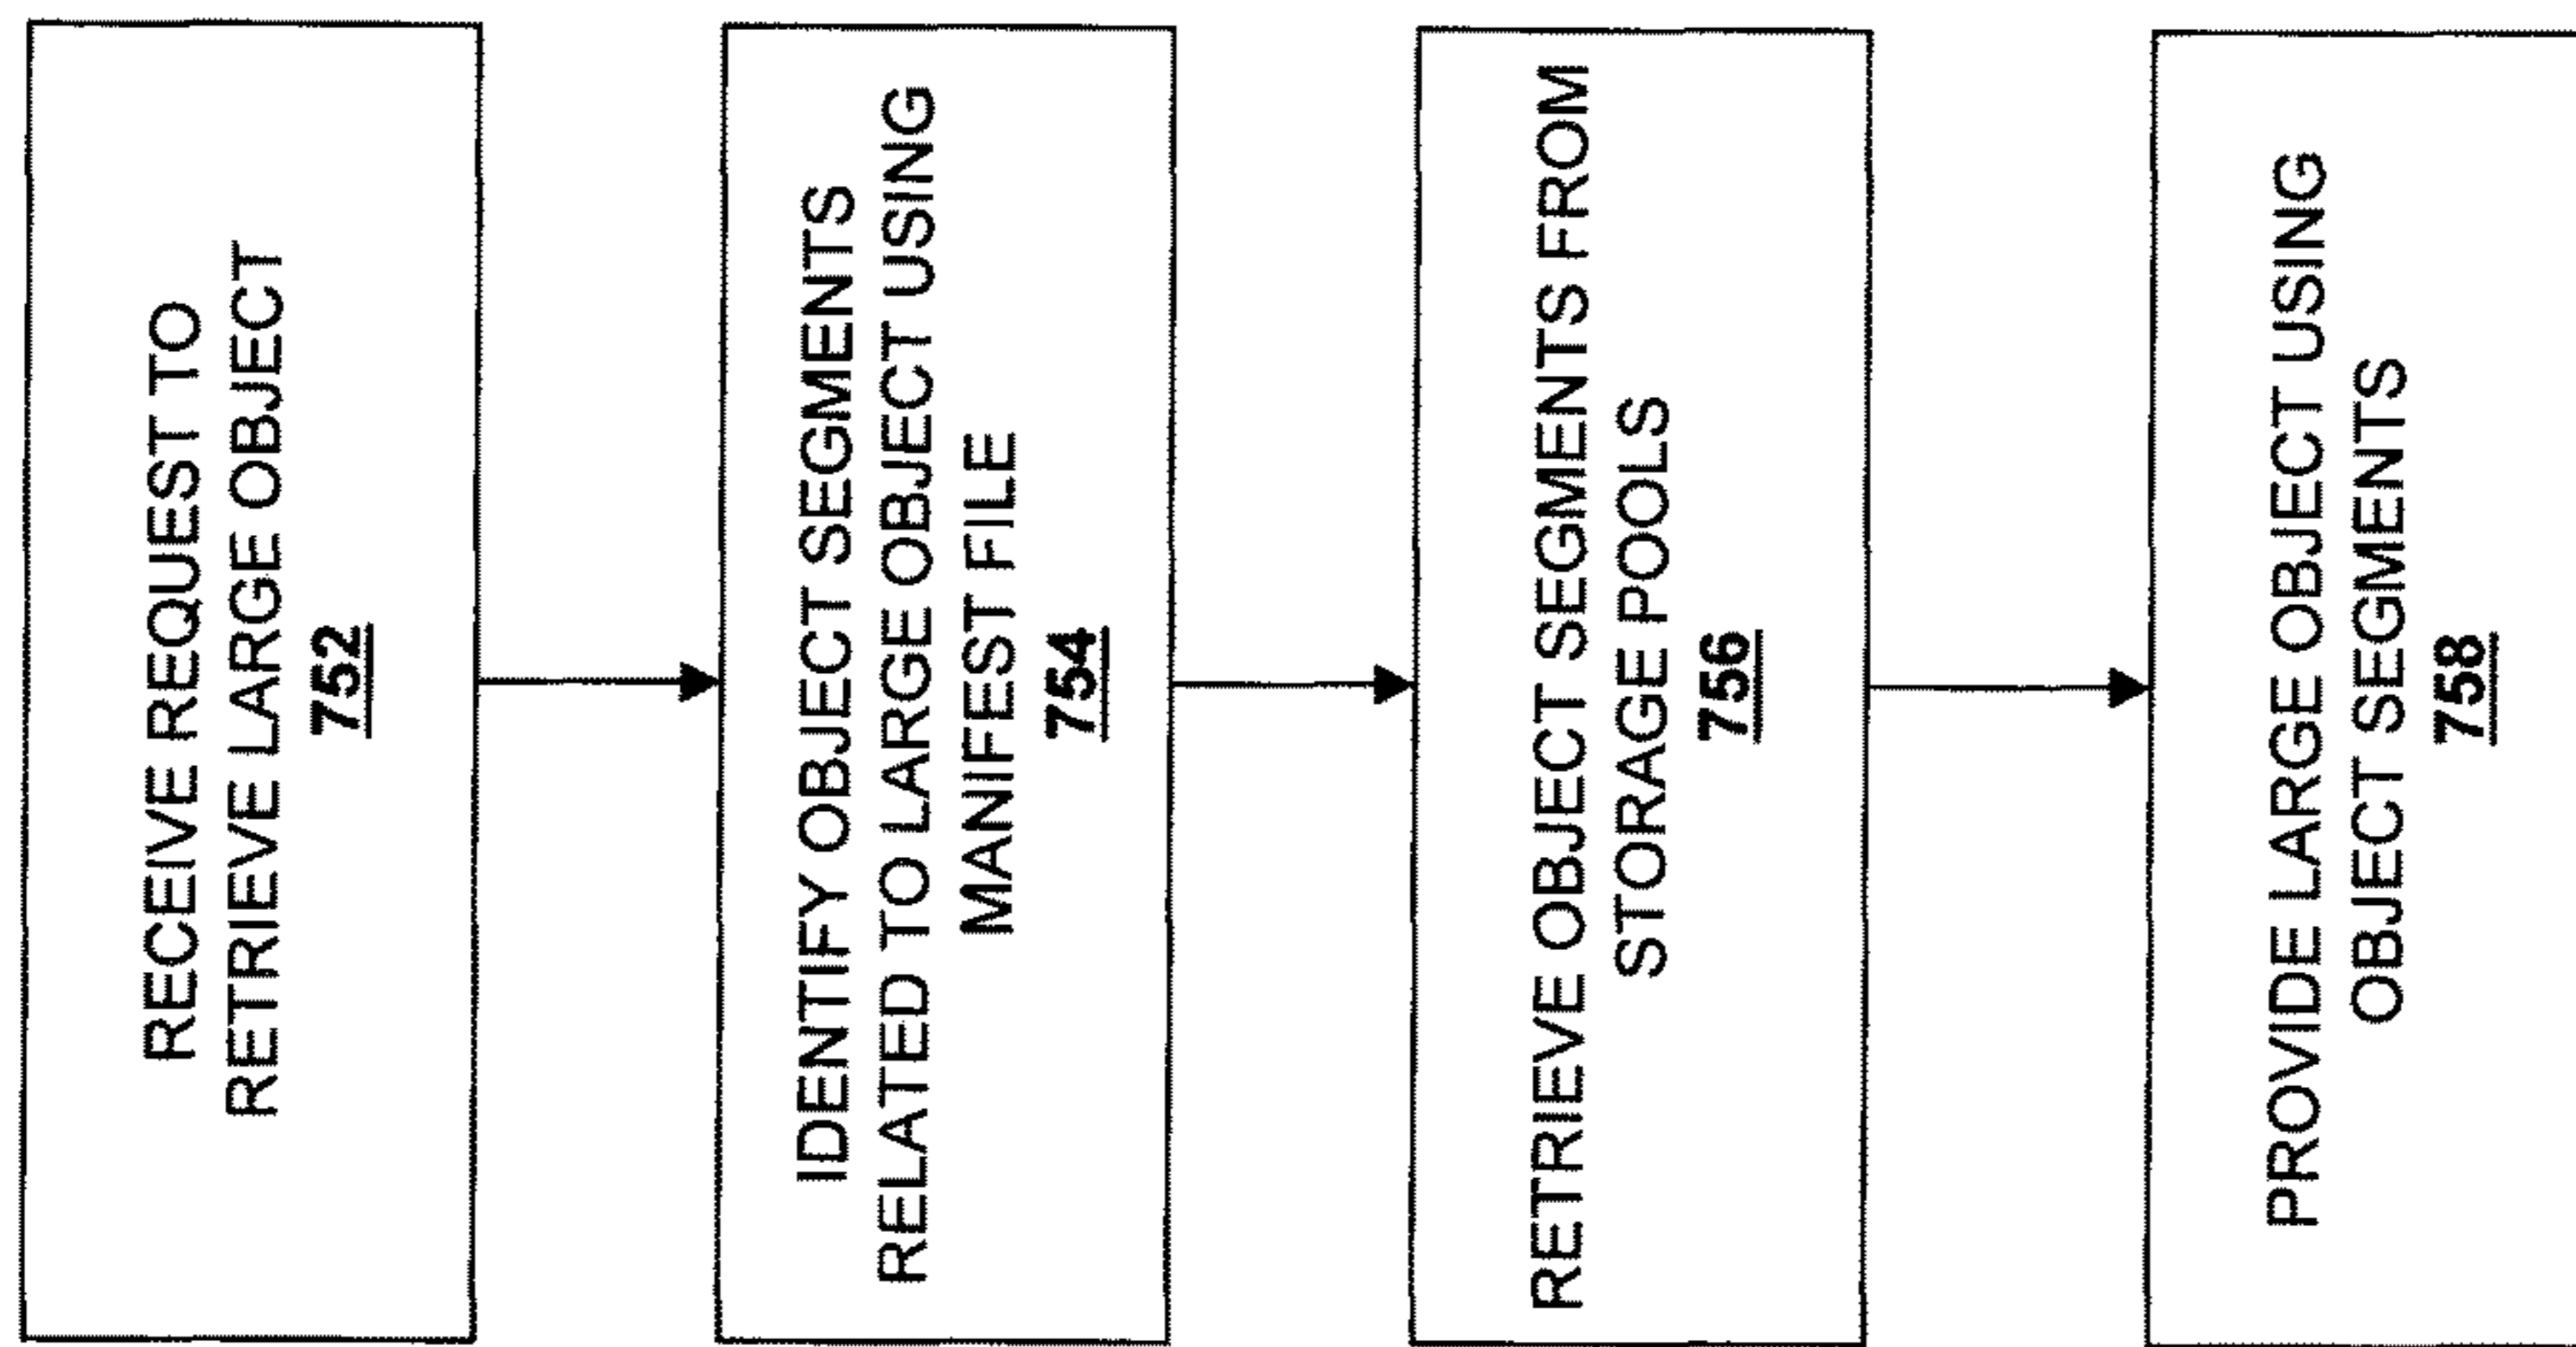 RECEIVE REQUEST TO
RETRIEVE LARGE OBJECT
752
IDENTIFY OBJECT SEGMENTS
RELATED TO LARGE OBJECT USING
MANIFEST FILE
754
RETRIEVE OBJECT SEGMENTS FROM
STORAGE POOLS
756
PROVIDE LARGE OBJECT USING
OBJECT SEGMENTS
758